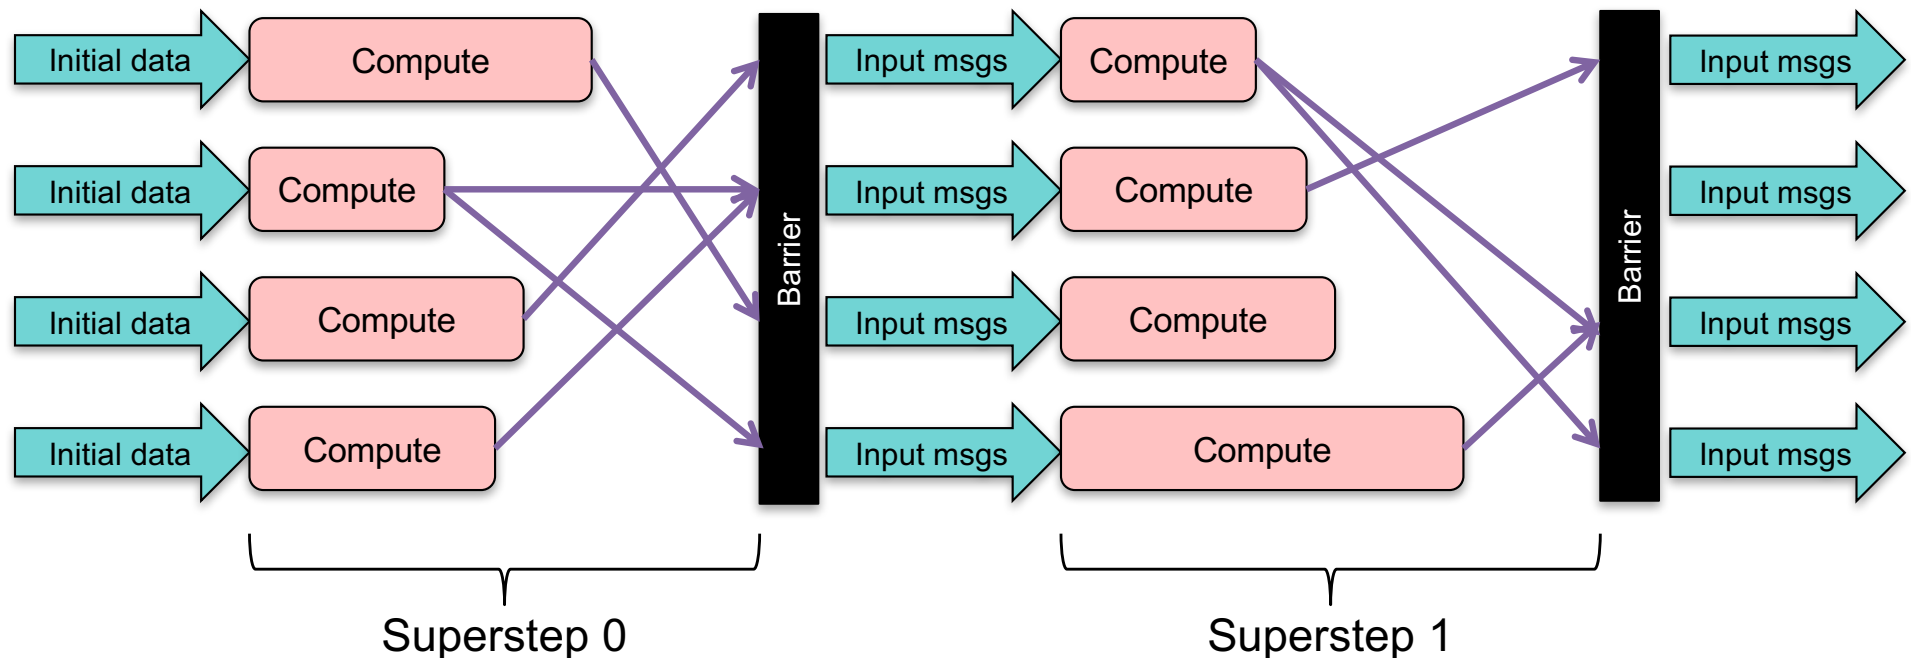 Initial data
Compute
Input msgs
Compute
Input msgs
Initial data
Compute
Input msgs
Compute
Input msgs
Barrier
Barrier
Initial data
Compute
Input msgs
Compute
Input msgs
Initial data
Compute
Input msgs
Compute
Input msgs
Superstep 0
Superstep 1